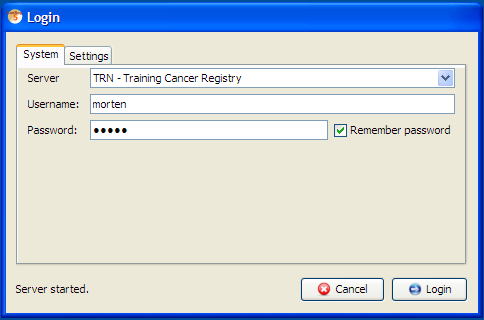 Login
System Settings
Server TRN - Training Cancer Registry
Username: morten
Password: •••••  Remember password
Server started. Cancel Login